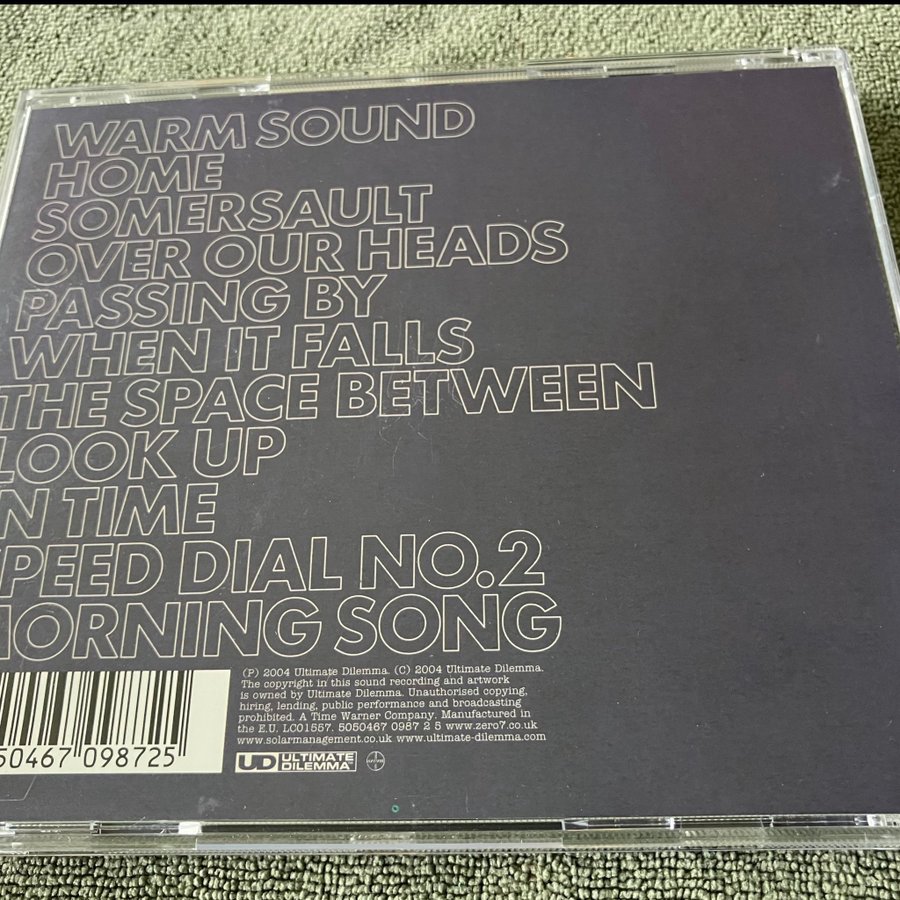 WARM SOUND
HOME
SOMERSAULT
OVER OUR HEADS
PASSING BY
WHEN IT FALLS
THE SPACE BETWEEN
LOOK UP
N TIME
SPEED DIAL NO.2
MORNING SONG
(P) 2004 Ultimate Dilemma. (C) 2004 Ultimate Dilemma.
The copyright in this sound recording and artwork
is owned by Ultimate Dilemma. Unauthorised copying,
hiring, lending, public performance and broadcasting
prohibited. A Time Warner Company. Manufactured in
the E.U. LC01557. 5050467 0987 2 5 www.zero7.co.uk
www.solarmanagement.co.uk www.ultimate-dilemma.com
50467 098725
UD ULTIMATE
DILEMMA